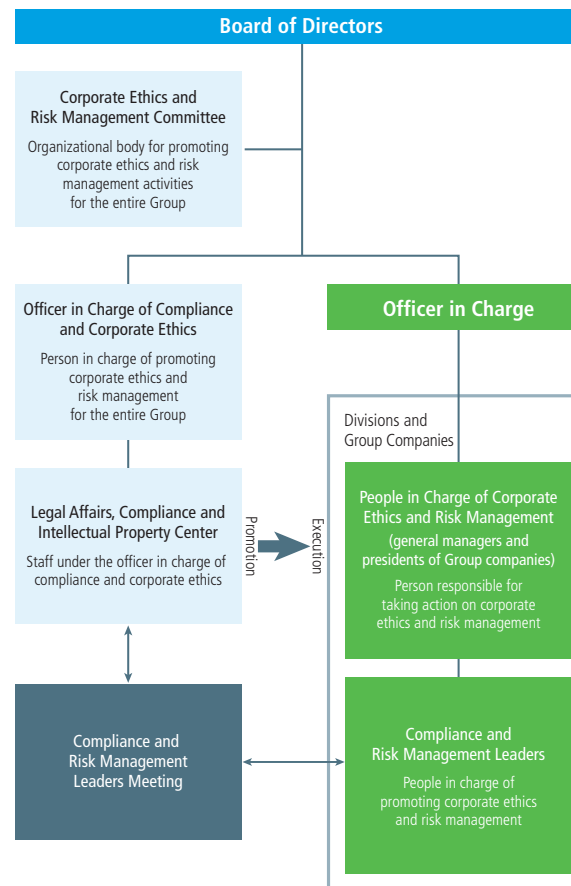 Board of Directors
Corporate Ethics and
Risk Management Committee
Organizational body for promoting
corporate ethics and risk
management activities
for the entire Group
Officer in Charge of Compliance
and Corporate Ethics
Person in charge of promoting
corporate ethics and
risk management
for the entire Group
Officer in Charge
Divisions and
Group Companies
Legal Affairs, Compliance and
Intellectual Property Center
Staff under the officer in charge of
compliance and corporate ethics
Promotion
Execution
People in Charge of Corporate
Ethics and Risk Management
(general managers and
presidents of Group companies)
Person responsible for
taking action on corporate
ethics and risk management
Compliance and
Risk Management
Leaders Meeting
Compliance and
Risk Management Leaders
People in charge of
promoting corporate ethics
and risk management